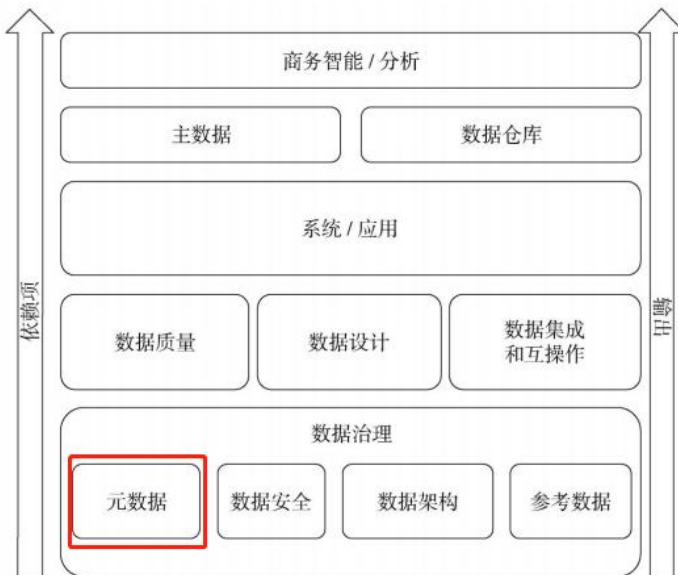 商务智能 / 分析
主数据
数据仓库
系统 / 应用
依赖项
输出
数据质量
数据设计
数据集成
和互操作
数据治理
元数据
数据安全
数据架构
参考数据